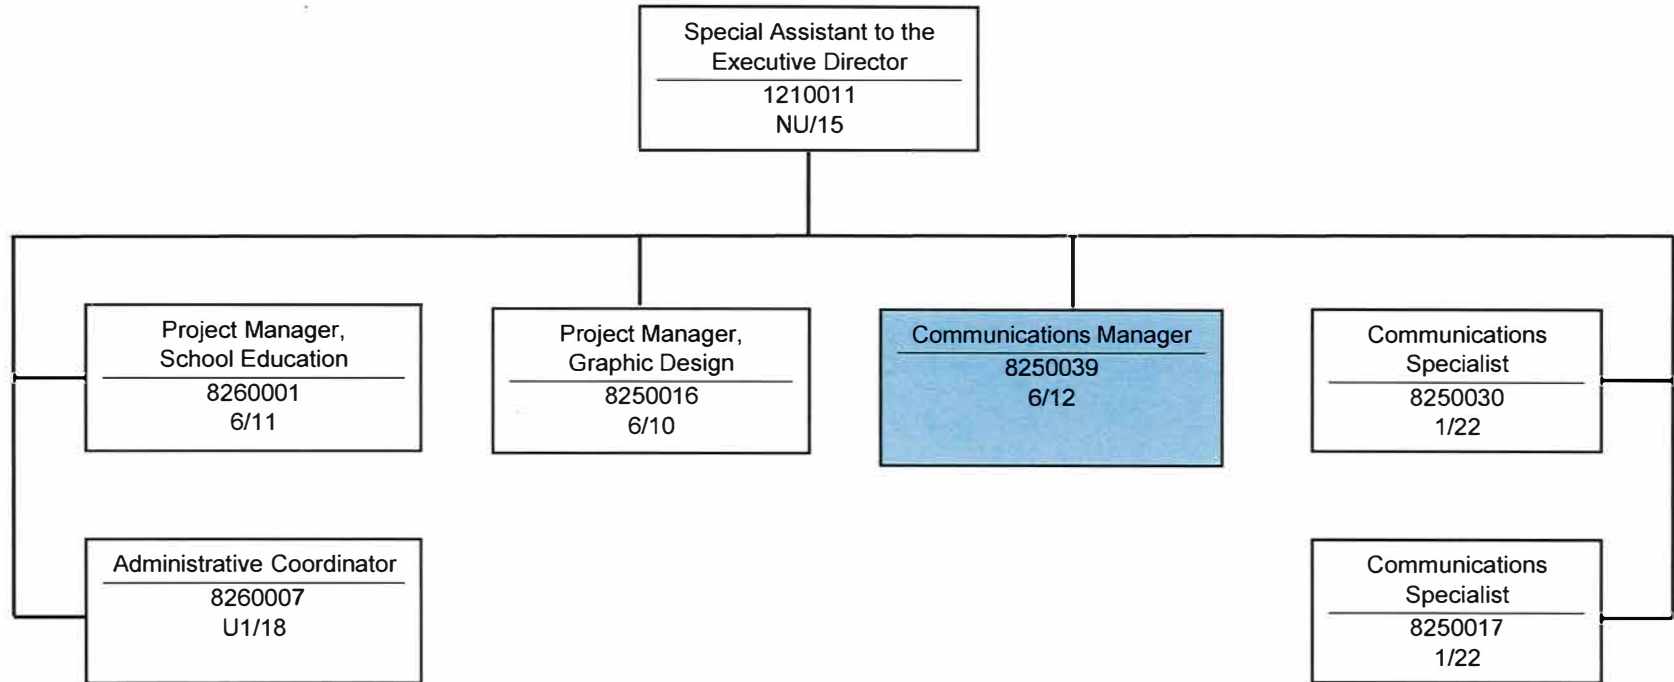 Special Assistant to the
Executive Director
1210011
NU/15
Project Manager,
School Education
8260001
6/11
Project Manager,
Graphic Design
8250016
6/10
Communications Manager
8250039
6/12
Communications
Specialist
8250030
1/22
Administrative Coordinator
8260007
U1/18
Communications
Specialist
8250017
1/22